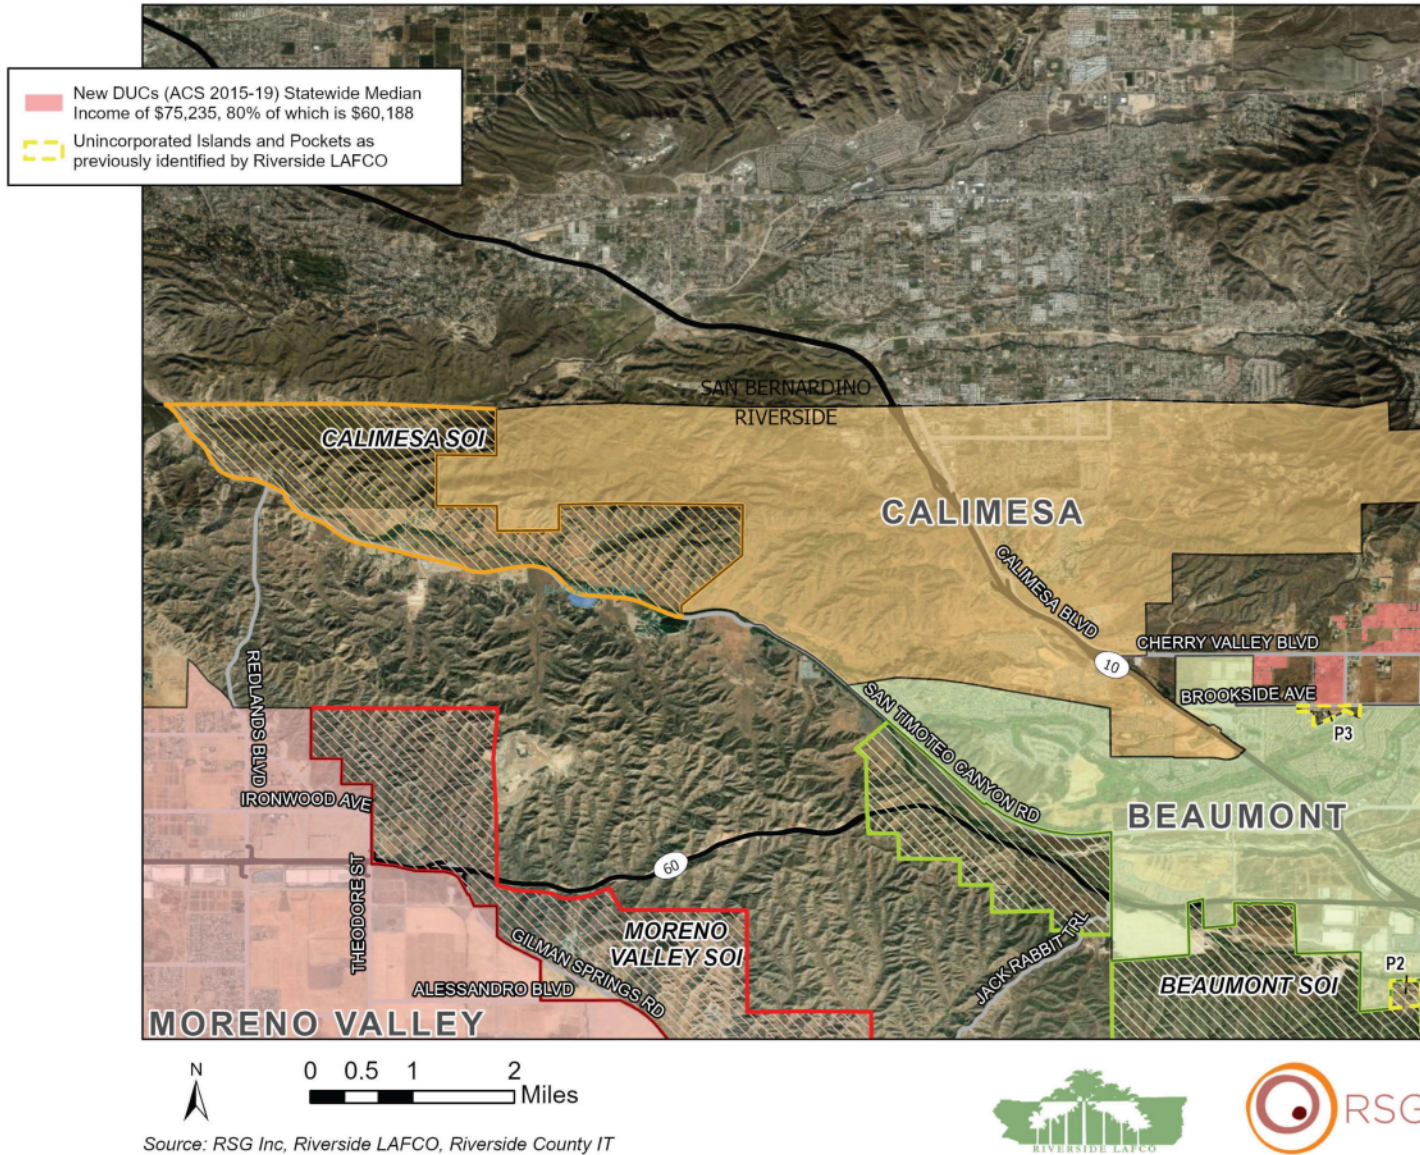 New DUCs (ACS 2015-19) Statewide Median
Income of $75,235, 80% of which is $60,188
Unincorporated Islands and Pockets as
previously identified by Riverside LAFCO
SAN BERNARDINO
RIVERSIDE
CALIMESA SOI
CALIMESA
CALIMESA BLVD
CHERRY VALLEY BLVD
10
BROOKSIDE AVE
P3
REDLANDS BLVD
SAN TIMOTEO CANYON RD
IRONWOOD AVE
BEAUMONT
THEODORE ST
60
MORENO
VALLEY SOI
GILMAN SPRINGS RD
JACK RABBIT TRL
P2
ALESSANDRO BLVD
BEAUMONT SOI
MORENO VALLEY
N
0 0.5 1 2
Miles
Source: RSG Inc, Riverside LAFCO, Riverside County IT
RIVERSIDE LAFCO
RSG